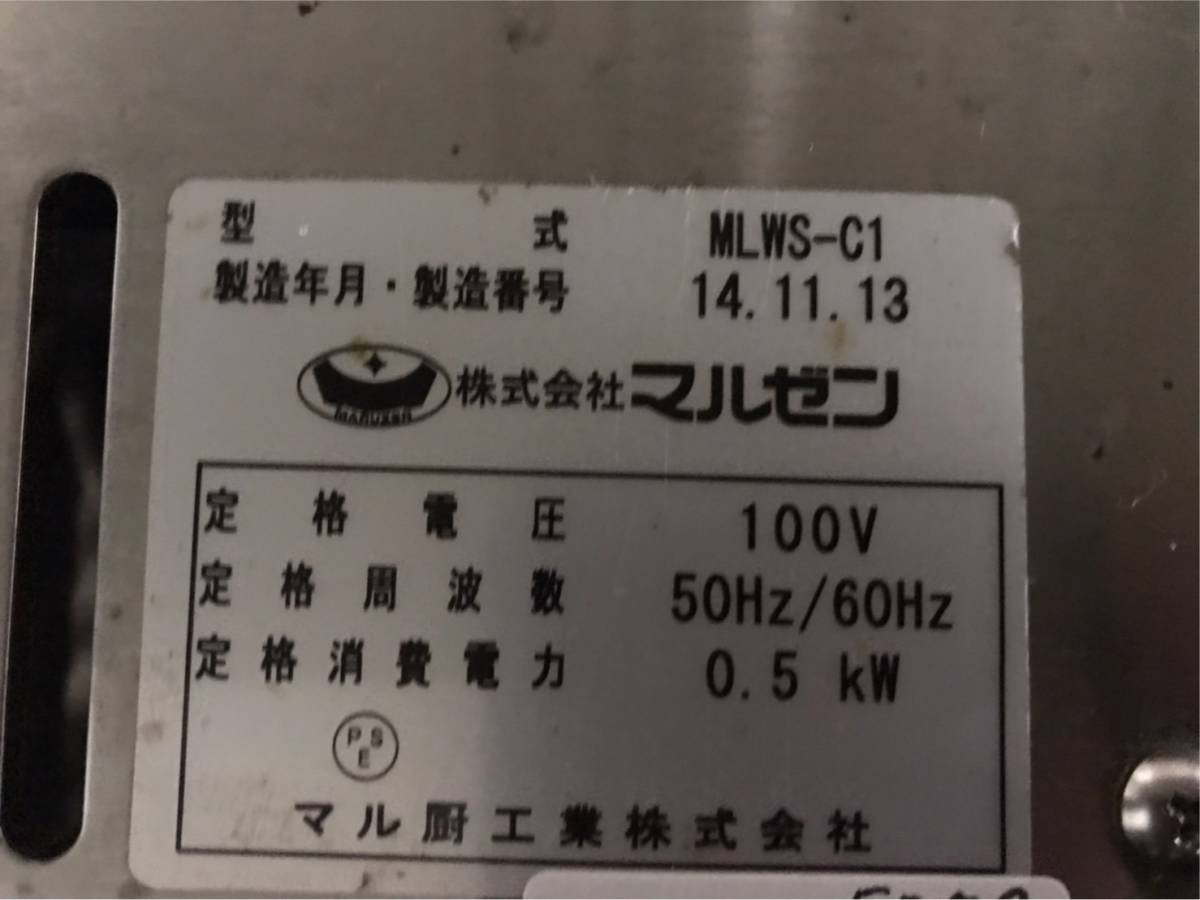 型式 MLWS-C1
製造年月・製造番号 14.11.13
MARUZEN 株式会社マルゼン
定格電圧 100V
定格周波数 50Hz/60Hz
定格消費電力 0.5 kW
PSE
マル厨工業株式会社